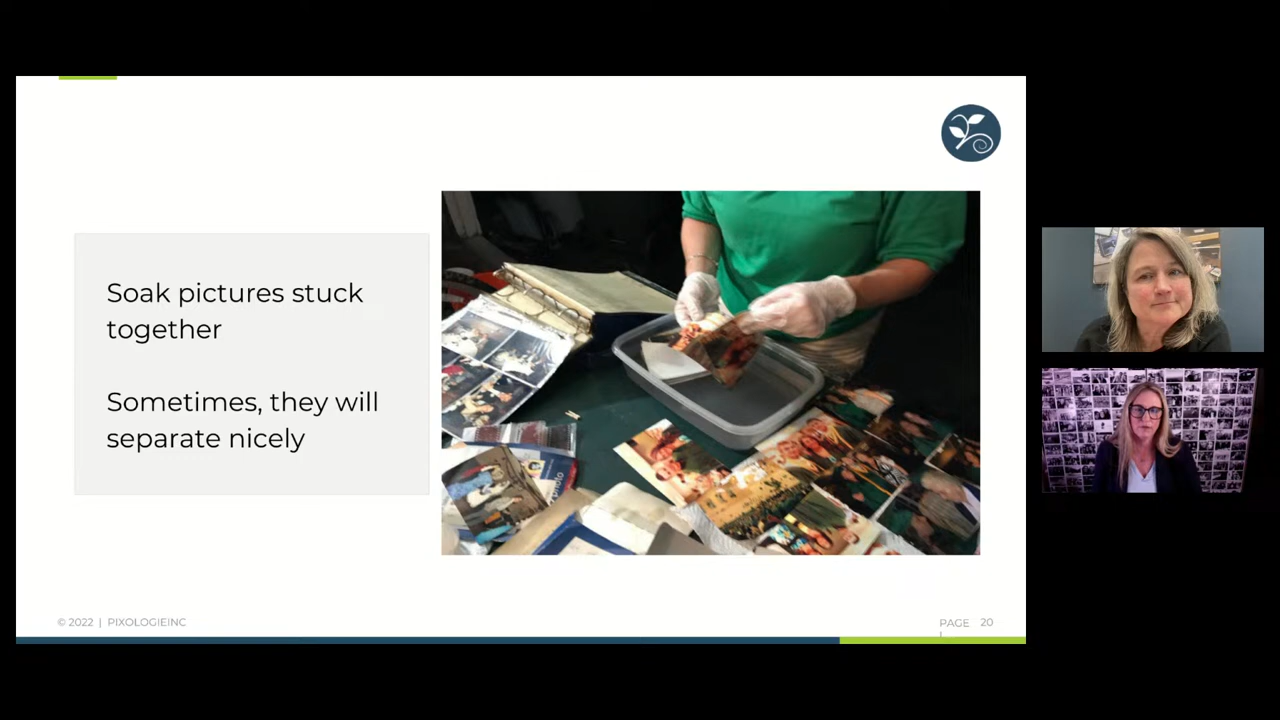 Soak pictures stuck
together
Sometimes, they will
separate nicely
© 2022 | PIXOLOGIEINC
PAGE 20